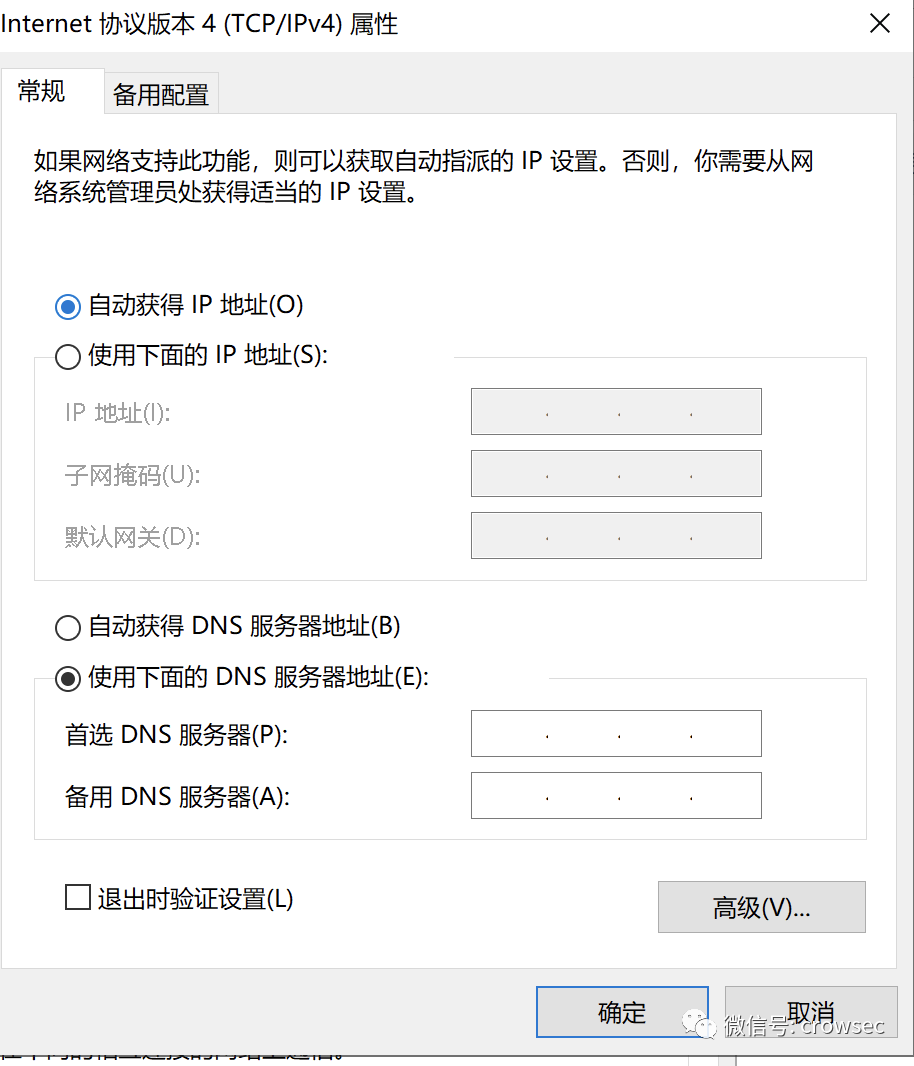 Internet 协议版本 4 (TCP/IPv4) 属性
常规
备用配置
如果网络支持此功能，则可以获取自动指派的 IP 设置。否则，你需要从网
络系统管理员处获得适当的 IP 设置。
自动获得 IP 地址(O)
使用下面的 IP 地址(S):
IP 地址(I):
子网掩码(U):
默认网关(D):
自动获得 DNS 服务器地址(B)
使用下面的 DNS 服务器地址(E):
首选 DNS 服务器(P):
备用 DNS 服务器(A):
退出时验证设置(L)
高级(V)...
确定
取消
微信号: crowsec